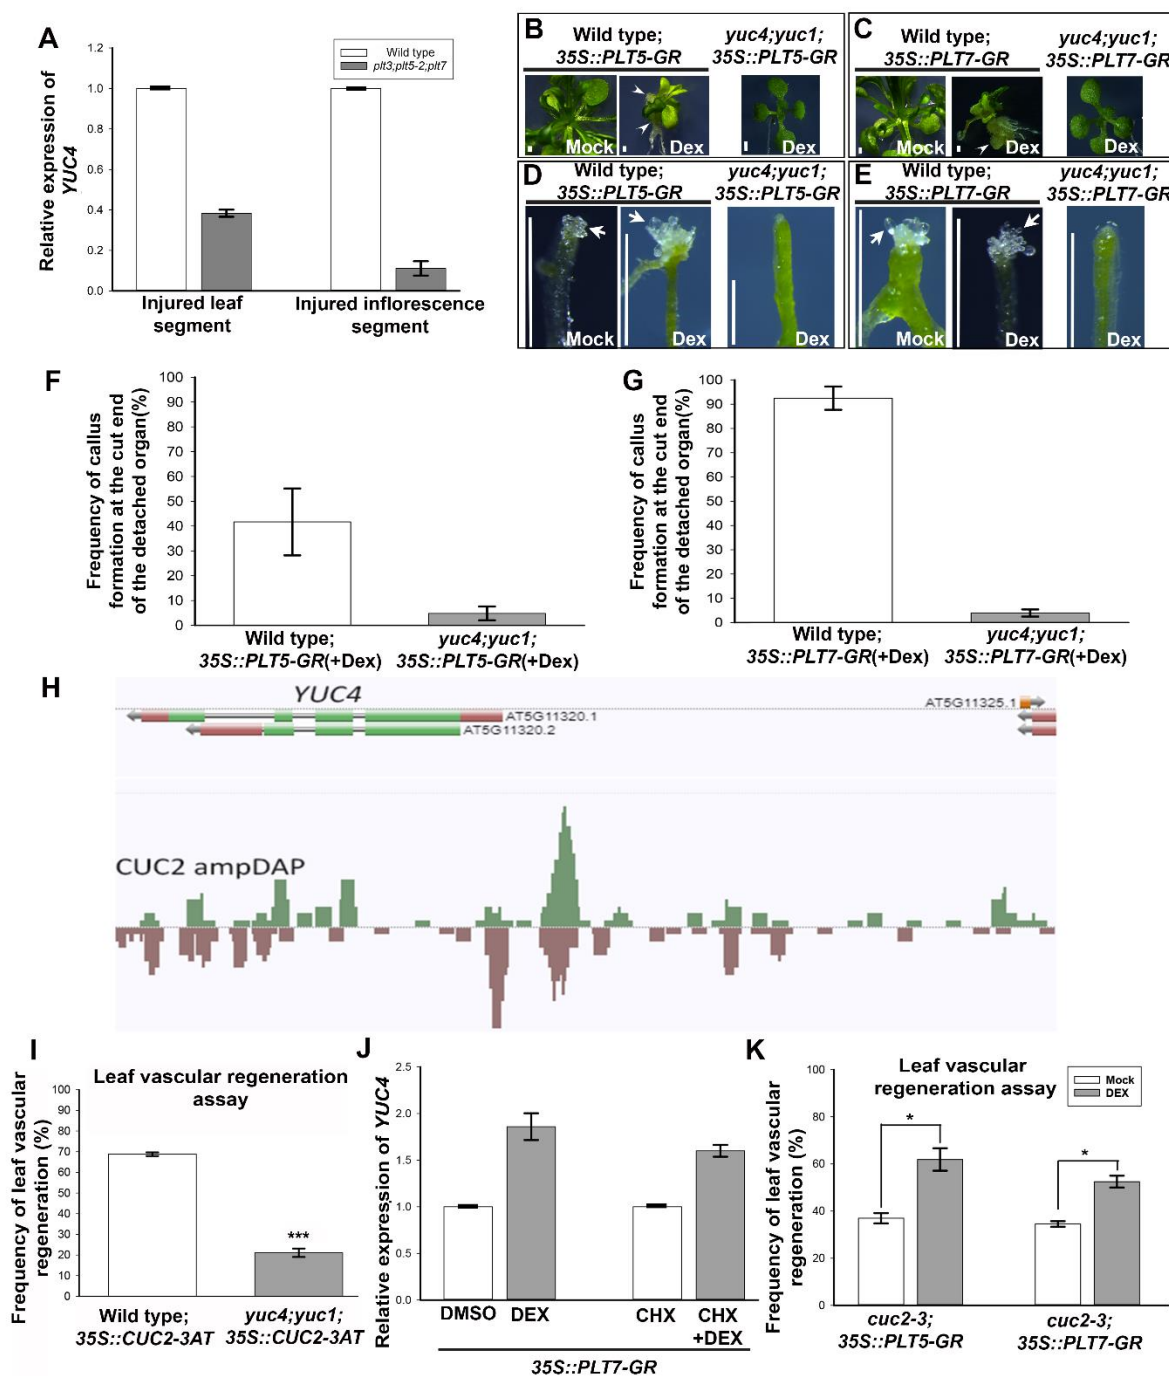 A
Relative expression of
YUC4
1.2
1.0
0.8
0.6
0.4
0.2
0.0
Wild type
plt3;plt5-2;plt7
Injured leaf
segment
Injured inflorescence
segment
B
Wild type;
35S::PLT5-GR
yuc4;yuc1;
35S::PLT5-GR
Mock
Dex
Dex
C
Wild type;
35S::PLT7-GR
yuc4;yuc1;
35S::PLT7-GR
Mock
Dex
Dex
D
Wild type;
35S::PLT5-GR
yuc4;yuc1;
35S::PLT5-GR
Mock
Dex
Dex
E
Wild type;
35S::PLT7-GR
yuc4;yuc1;
35S::PLT7-GR
Mock
Dex
Dex
F
Frequency of callus
formation at the cut end
of the detached organ(%)
100
90
80
70
60
50
40
30
20
10
0
Wild type;
35S::PLT5-GR(+Dex)
yuc4;yuc1;
35S::PLT5-GR(+Dex)
G
Frequency of callus
formation at the cut end
of the detached organ(%)
100
90
80
70
60
50
40
30
20
10
0
Wild type;
35S::PLT7-GR(+Dex)
yuc4;yuc1;
35S::PLT7-GR(+Dex)
H
YUC4
AT5G11320.1
AT5G11320.2
AT5G11325.1
CUC2 ampDAP
I
Leaf vascular regeneration
assay
Frequency of leaf vascular
regeneration (%)
100
90
80
70
60
50
40
30
20
10
0
***
Wild type;
35S::CUC2-3AT
yuc4;yuc1;
35S::CUC2-3AT
J
Relative expression of YUC4
2.5
2.0
1.5
1.0
0.5
0.0
DMSO
DEX
CHX
CHX
+DEX
35S::PLT7-GR
K
Leaf vascular
regeneration assay
Mock
DEX
Frequency of leaf vascular
regeneration (%)
100
80
60
40
20
0
*
*
cuc2-3;
35S::PLT5-GR
cuc2-3;
35S::PLT7-GR